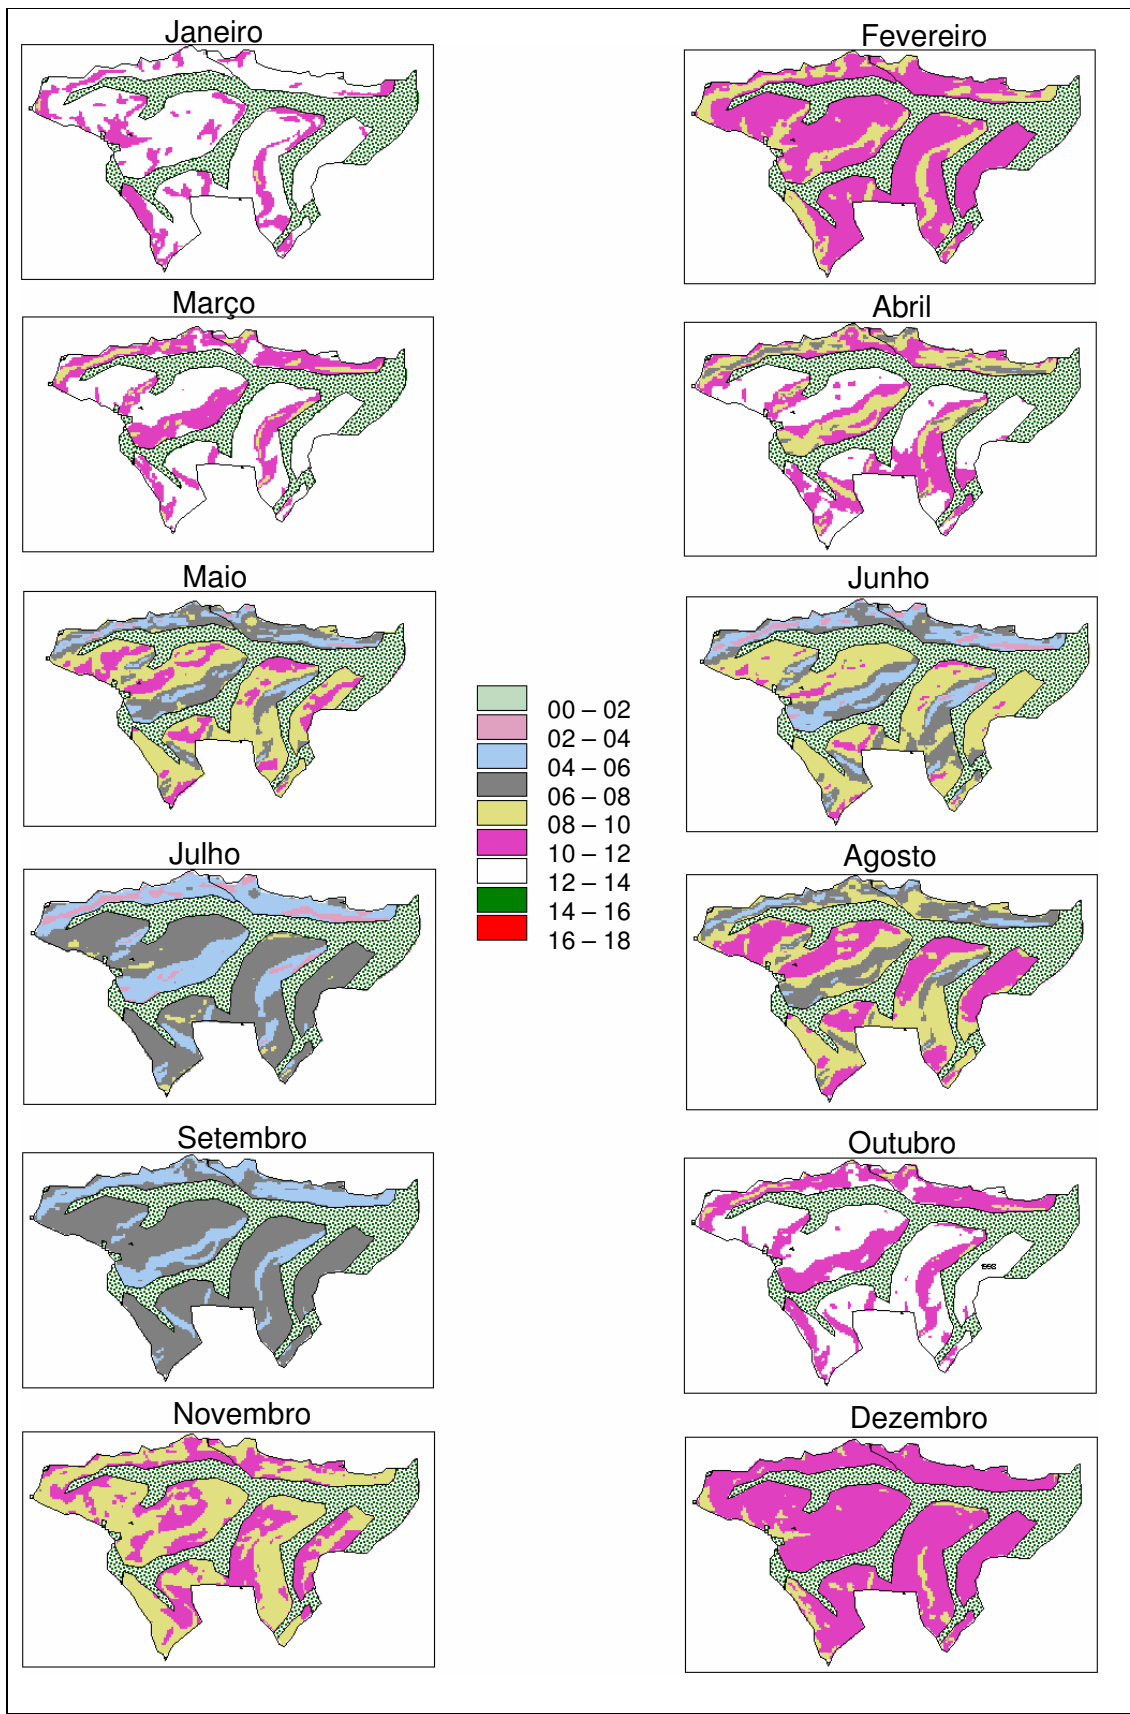 Janeiro
Fevereiro
Março
Abril
Maio
Junho
00 – 02
02 – 04
04 – 06
06 – 08
08 – 10
10 – 12
12 – 14
14 – 16
16 – 18
Julho
Agosto
Setembro
Outubro
1998
Novembro
Dezembro